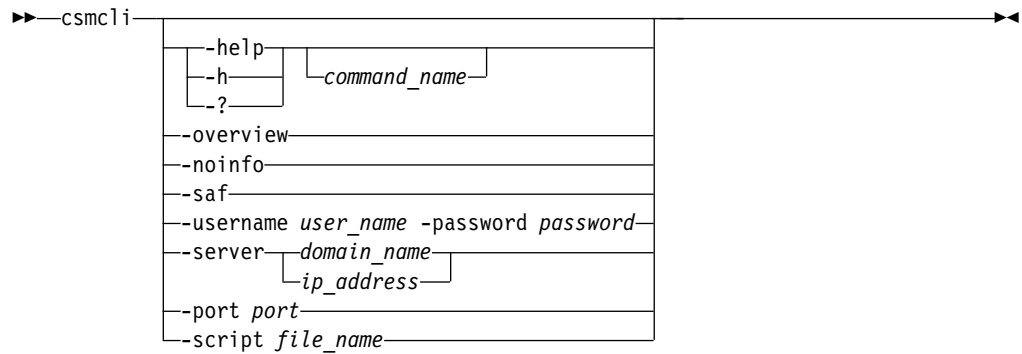 csmcli
-help
command_name
-h
-?
-overview
-noinfo
-saf
-username user_name -password password
-server domain_name
ip_address
-port port
-script file_name